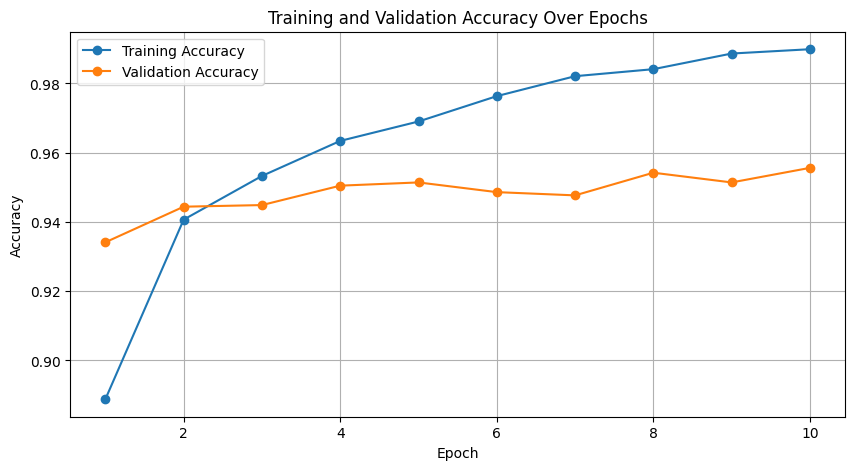 Training and Validation Accuracy Over Epochs
Training Accuracy
Validation Accuracy
Accuracy
0.98
0.96
0.94
0.92
0.90
2 4 6 8 10
Epoch